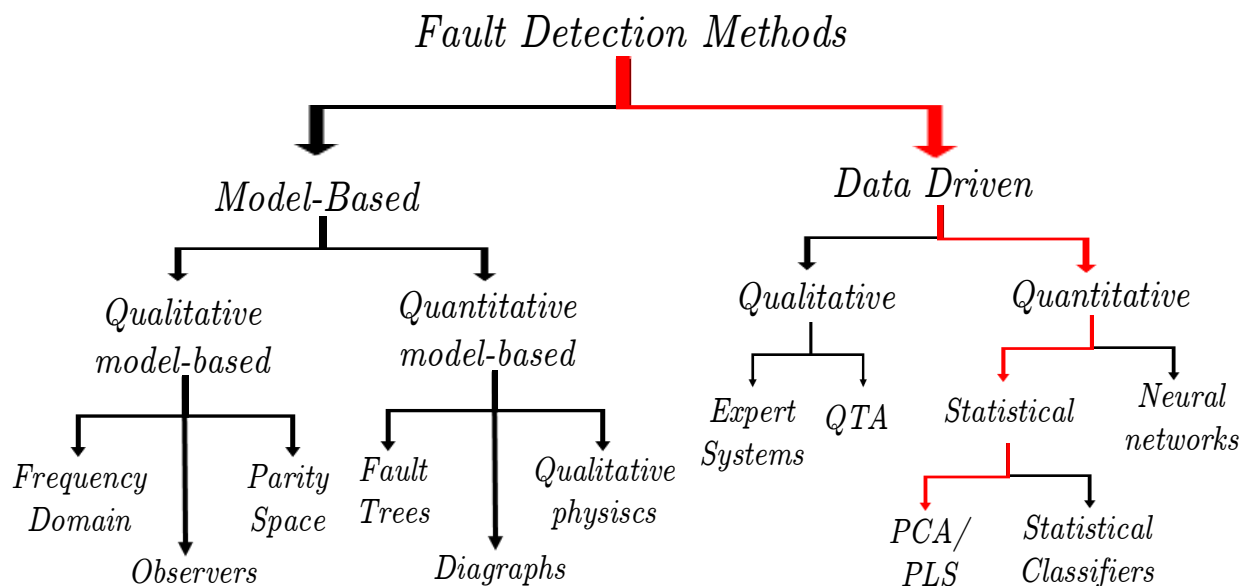 Fault Detection Methods
Model-Based
Data Driven
Qualitative
model-based
Quantitative
model-based
Qualitative
Quantitative
Frequency
Domain
Observers
Parity
Space
Fault
Trees
Diagraphs
Qualitative
physiscs
Expert
Systems
QTA
Statistical
Neural
networks
PCA/
PLS
Statistical
Classifiers